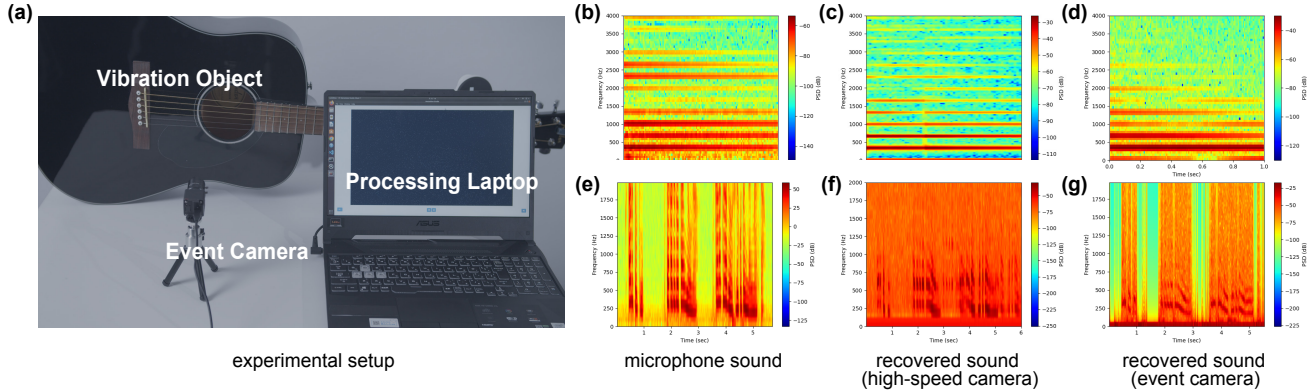 (a)
Vibration Object
Processing Laptop
Event Camera
ASUS
experimental setup
(b)
4000
3500
3000
2500
2000
1500
1000
500
0
Frequency (Hz)
−60
−80
−100
−120
−140
PSD (dB)
(c)
4000
3500
3000
2500
2000
1500
1000
500
0
Frequency (Hz)
−30
−40
−50
−60
−70
−80
−90
−100
−110
PSD (dB)
(d)
4000
3500
3000
2500
2000
1500
1000
500
0
Frequency (Hz)
0.0 0.2 0.4 0.6 0.8 1.0
Time (sec)
−40
−60
−80
−100
−120
PSD (dB)
(e)
1750
1500
1250
1000
750
500
250
0
Frequency (Hz)
1 2 3 4 5
Time (sec)
50
25
0
−25
−50
−75
−100
−125
PSD (dB)
microphone sound
(f)
2000
1750
1500
1250
1000
750
500
250
0
Frequency (Hz)
1 2 3 4 5 6
Time (sec)
−50
−75
−100
−125
−150
−175
−200
−225
−250
PSD (dB)
recovered sound
(high-speed camera)
(g)
1750
1500
1250
1000
750
500
250
0
Frequency (Hz)
1 2 3 4 5
Time (sec)
−25
−50
−75
−100
−125
−150
−175
−200
−225
PSD (dB)
recovered sound
(event camera)